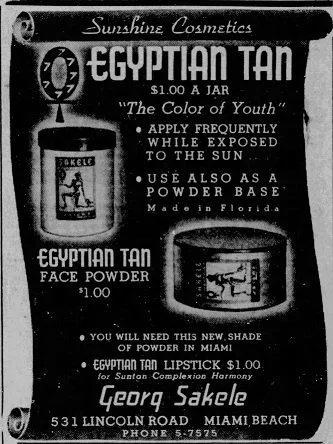 Sunshine Cosmetics
EGYPTIAN TAN
$1.00 A JAR
"The Color of Youth"
• APPLY FREQUENTLY
WHILE EXPOSED
TO THE SUN ....
• USE ALSO AS A
POWDER BASE
Made in Florida
SAKELE
EGYPTIAN TAN
FACE POWDER
$1.00
• YOU WILL NEED THIS NEW SHADE
OF POWDER IN MIAMI
• EGYPTIAN TAN LIPSTICK $1.00
for Suntan Complexion Harmony
Georg Sakele
531 LINCOLN ROAD MIAMI BEACH
PHONE 5-7575